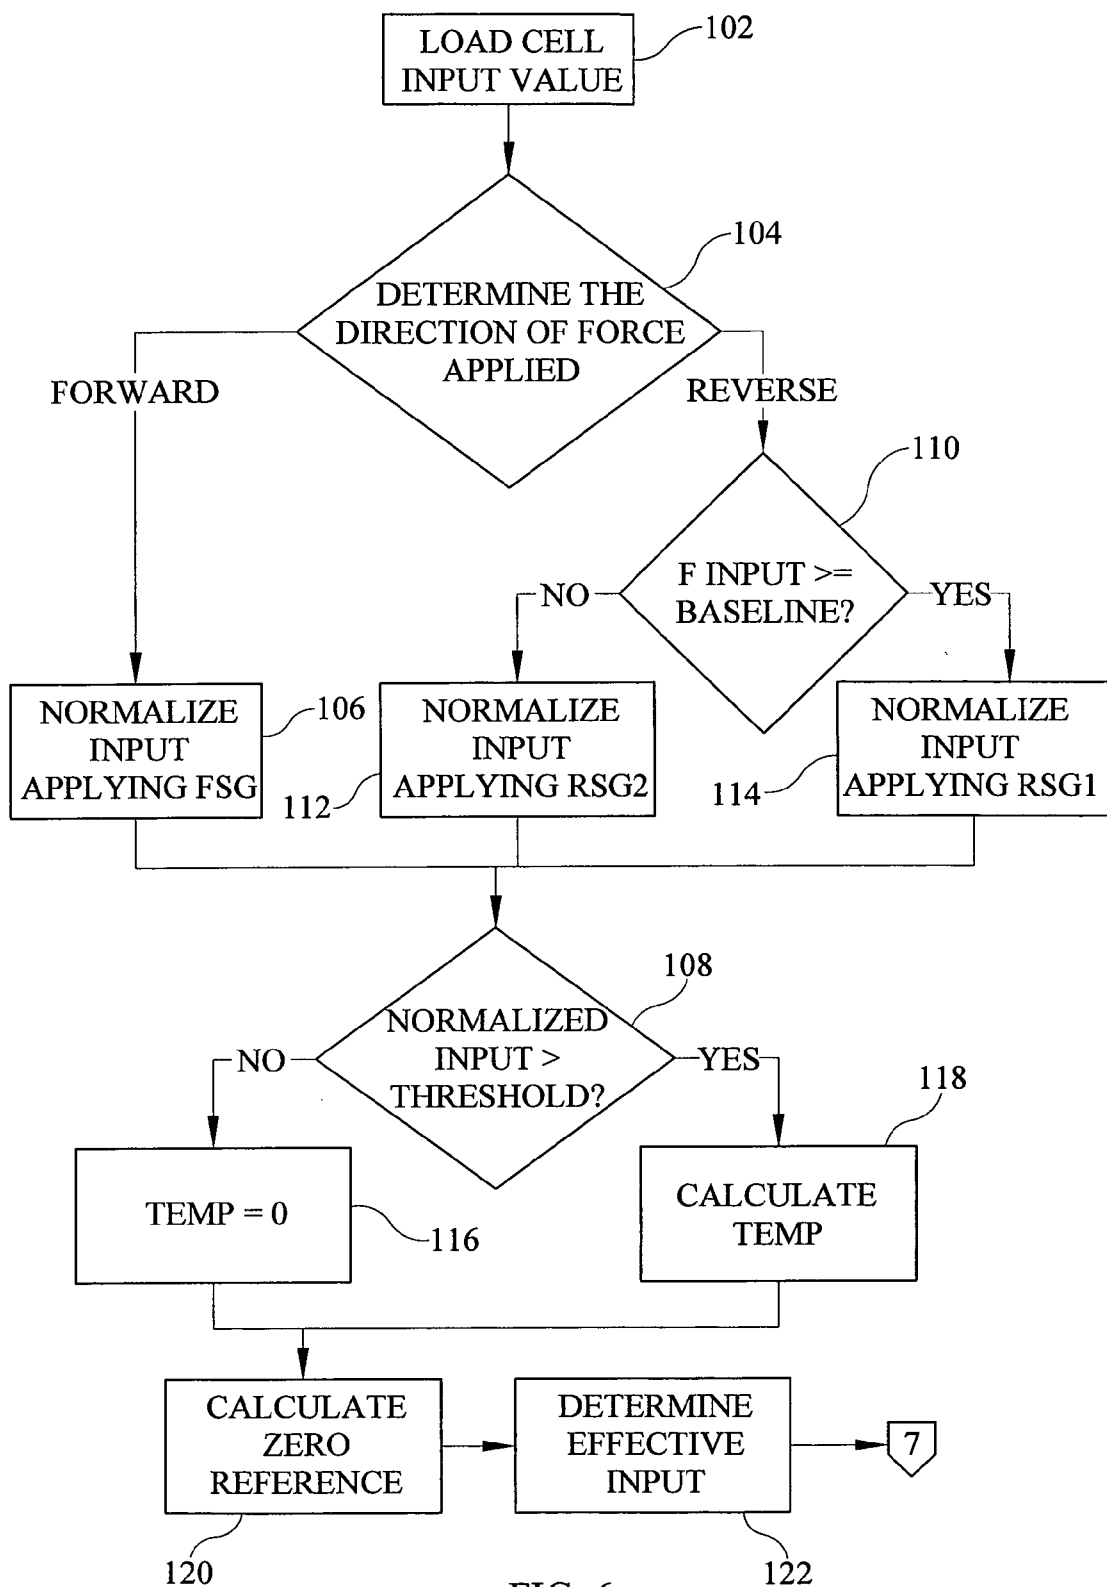 LOAD CELL
INPUT VALUE
102
104
DETERMINE THE
DIRECTION OF FORCE
APPLIED
FORWARD
REVERSE
110
F INPUT >=
BASELINE?
NO
YES
NORMALIZE
INPUT
APPLYING FSG
106
NORMALIZE
INPUT
APPLYING RSG2
112
NORMALIZE
INPUT
APPLYING RSG1
114
108
NORMALIZED
INPUT >
THRESHOLD?
NO
YES
118
TEMP = 0
116
CALCULATE
TEMP
CALCULATE
ZERO
REFERENCE
DETERMINE
EFFECTIVE
INPUT
7
120
122
FIG. 6